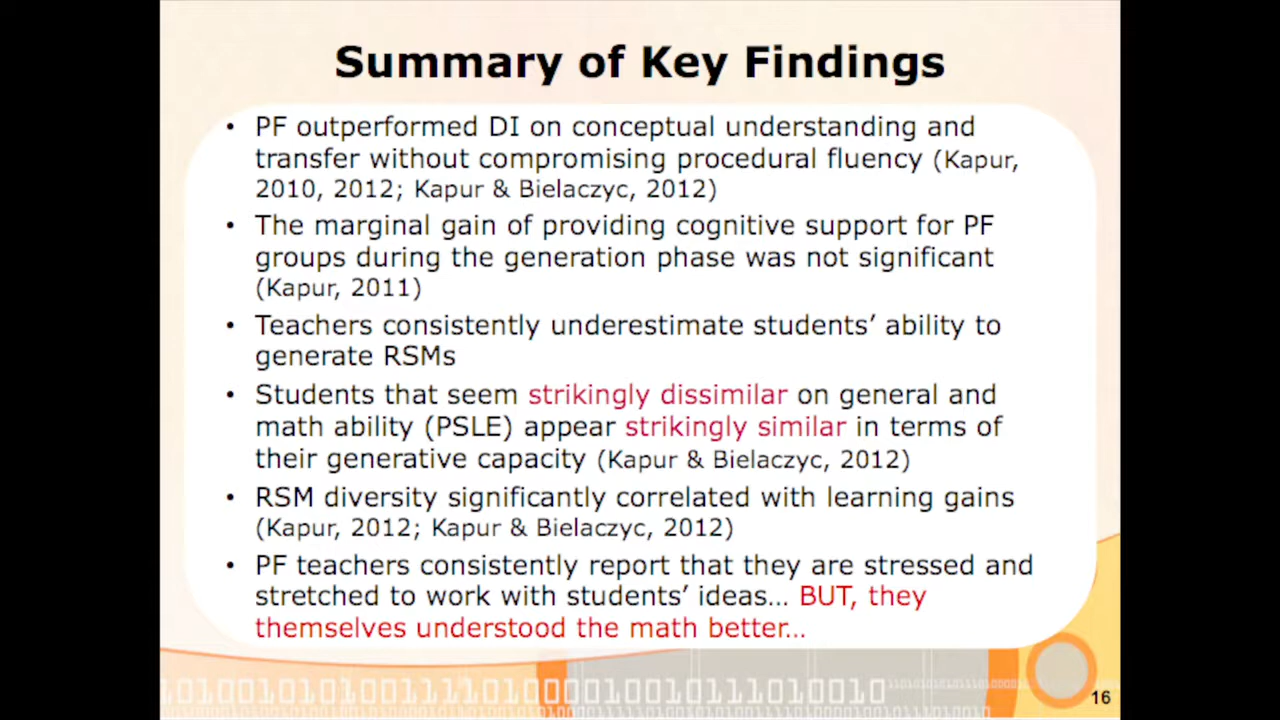 Summary of Key Findings
• PF outperformed DI on conceptual understanding and
transfer without compromising procedural fluency (Kapur,
2010, 2012; Kapur & Bielaczyc, 2012)
• The marginal gain of providing cognitive support for PF
groups during the generation phase was not significant
(Kapur, 2011)
• Teachers consistently underestimate students’ ability to
generate RSMs
• Students that seem strikingly dissimilar on general and
math ability (PSLE) appear strikingly similar in terms of
their generative capacity (Kapur & Bielaczyc, 2012)
• RSM diversity significantly correlated with learning gains
(Kapur, 2012; Kapur & Bielaczyc, 2012)
• PF teachers consistently report that they are stressed and
stretched to work with students’ ideas… BUT, they
themselves understood the math better…
16